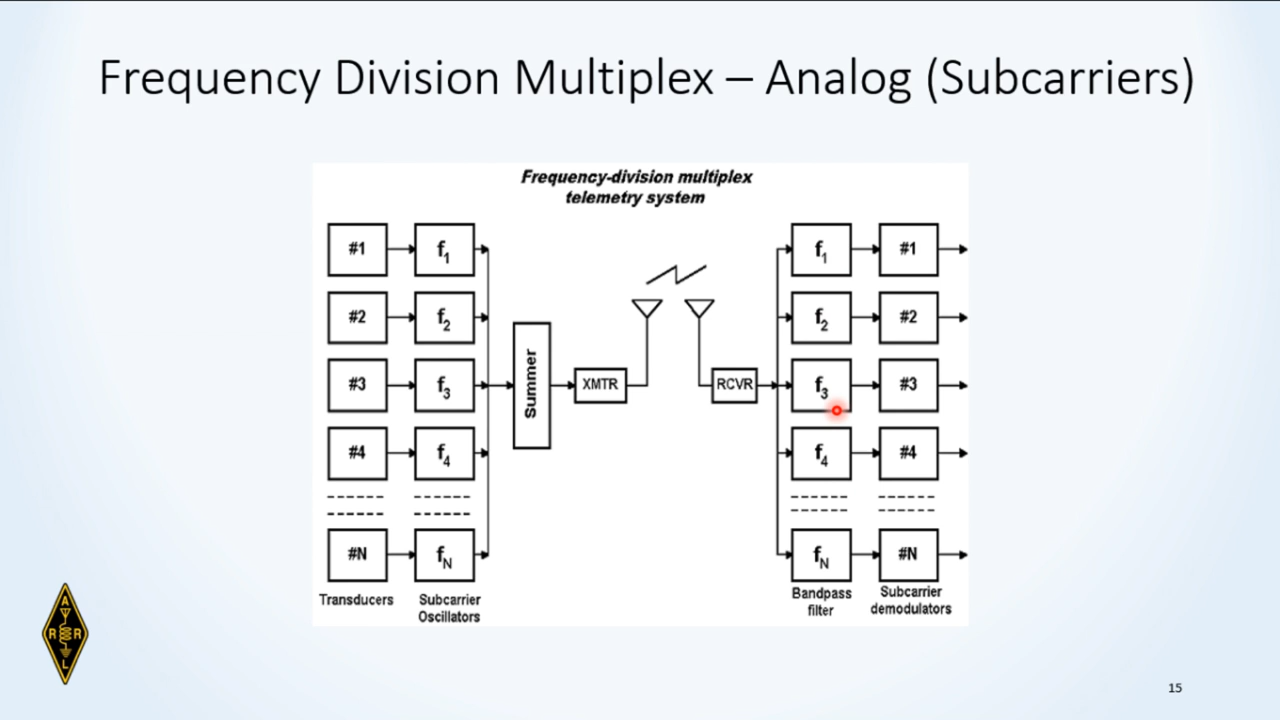 Frequency Division Multiplex – Analog (Subcarriers)
Frequency-division multiplex
telemetry system
#1 f1 f1 #1
#2 f2 f2 #2
Summer
#3 f3 XMTR RCVR f3 #3
#4 f4 f4 #4
#N fN fN #N
Transducers
Subcarrier
Oscillators
Bandpass
filter
Subcarrier
demodulators
A
R R
L
15